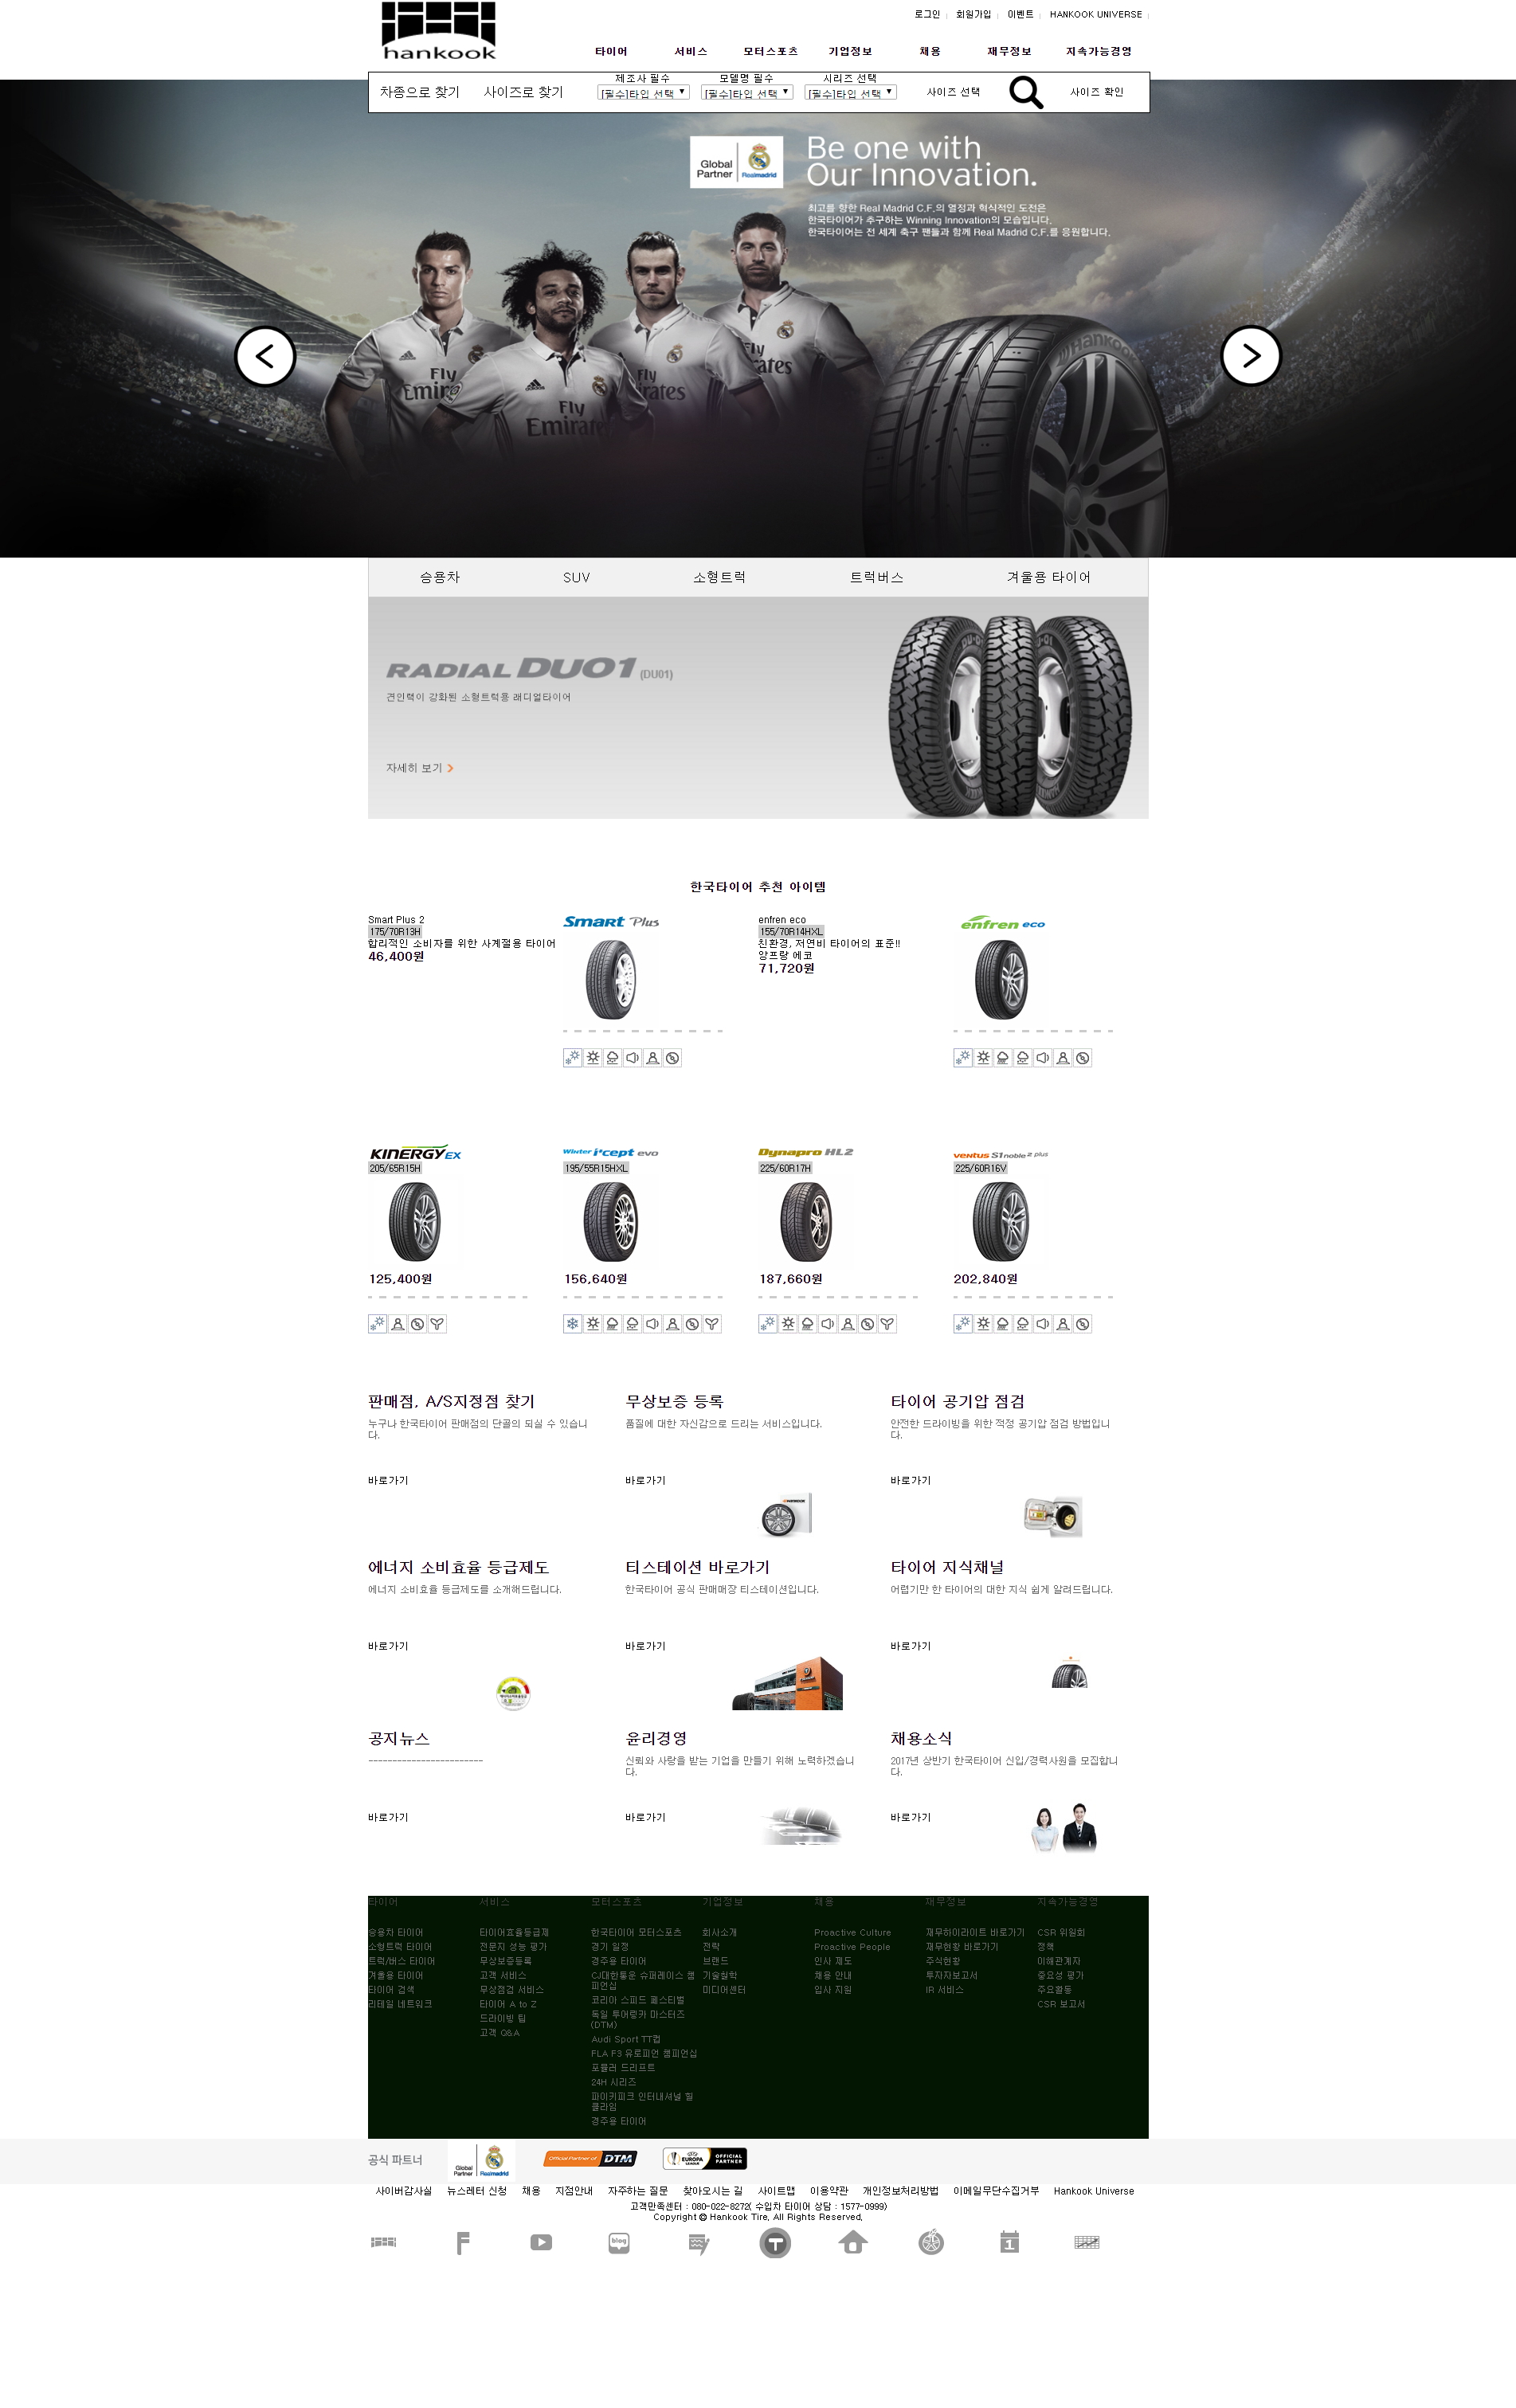 로그인 회원가입 이벤트 HANKOOK UNIVERSE
hankook
타이어 서비스 모터스포츠 기업정보 채용 재무정보 지속가능경영
차종으로 찾기 사이즈로 찾기 제조사 필수 모델명 필수 시리즈 선택 사이즈 선택 사이즈 확인
[필수]타입 선택 [필수]타입 선택 [필수]타입 선택
Global Partner Realmadrid
Be one with
Our Innovation.
최고를 향한 Real Madrid C.F.의 열정과 혁식적인 도전은
한국타이어가 추구하는 Winning Innovation의 모습입니다.
한국타이어는 전 세계 축구 팬들과 함께 Real Madrid C.F.를 응원합니다.
Fly Emirates
Fly Emirates
Hankook
승용차 SUV 소형트럭 트럭버스 겨울용 타이어
RADIAL DU01 (DU01)
견인력이 강화된 소형트럭용 래디얼타이어
자세히 보기
한국타이어 추천 아이템
Smart Plus 2
175/70R13H
합리적인 소비자를 위한 사계절용 타이어
46,400원
Smart Plus
enfren eco
155/70R14HXL
친환경, 저연비 타이어의 표준!!
앙프랑 에코
71,720원
enfren eco
KINERGY EX
205/65R15H
125,400원
Winter i*cept evo
195/55R15HXL
156,640원
Dynapro HL2
225/60R17H
187,660원
ventus S1 noble 2 plus
225/60R16V
202,840원
판매점, A/S지정점 찾기
누구나 한국타이어 판매점의 단골의 되실 수 있습니
다.
바로가기
무상보증 등록
품질에 대한 자신감으로 드리는 서비스입니다.
바로가기
타이어 공기압 점검
안전한 드라이빙을 위한 적정 공기압 점검 방법입니
다.
바로가기
에너지 소비효율 등급제도
에너지 소비효율 등급제도를 소개해드립니다.
바로가기
티스테이션 바로가기
한국타이어 공식 판매매장 티스테이션입니다.
바로가기
타이어 지식채널
어렵기만 한 타이어의 대한 지식 쉽게 알려드립니다.
바로가기
공지뉴스
------------------------
바로가기
윤리경영
신뢰와 사랑을 받는 기업을 만들기 위해 노력하겠습니
다.
바로가기
채용소식
2017년 상반기 한국타이어 신입/경력사원을 모집합니
다.
바로가기
타이어
승용차 타이어
소형트럭 타이어
트럭/버스 타이어
겨울용 타이어
타이어 검색
리테일 네트워크
서비스
타이어효율등급제
전문지 성능 평가
무상보증등록
고객 서비스
무상점검 서비스
타이어 A to Z
드라이빙 팁
고객 Q&A
모터스포츠
한국타이어 모터스포츠
경기 일정
경주용 타이어
CJ대한통운 슈퍼레이스 챔
피언십
코리아 스피드 페스티벌
독일 투어링카 마스터즈
(DTM)
Audi Sport TT컵
FLA F3 유로피언 챔피언십
포뮬러 드리프트
24H 시리즈
파이키피크 인터내셔널 힐
클라임
경주용 타이어
기업정보
회사소개
전략
브랜드
기술철학
미디어센터
채용
Proactive Culture
Proactive People
인사 제도
채용 안내
입사 지원
재무정보
재무하이라이트 바로가기
재무현황 바로가기
주식현황
투자자보고서
IR 서비스
지속가능경영
CSR 위원회
정책
이해관계자
중요성 평가
주요활동
CSR 보고서
공식 파트너
Global Partner Realmadrid
Official Partner of DTM
UEFA EUROPA LEAGUE OFFICIAL PARTNER
사이버감사실 뉴스레터 신청 채용 지점안내 자주하는 질문 찾아오시는 길 사이트맵 이용약관 개인정보처리방법 이메일무단수집거부 Hankook Universe
고객만족센터 : 080-022-8272( 수입차 타이어 상담 : 1577-0999)
Copyright @ Hankook Tire, All Rights Reserved.
blog
T
1